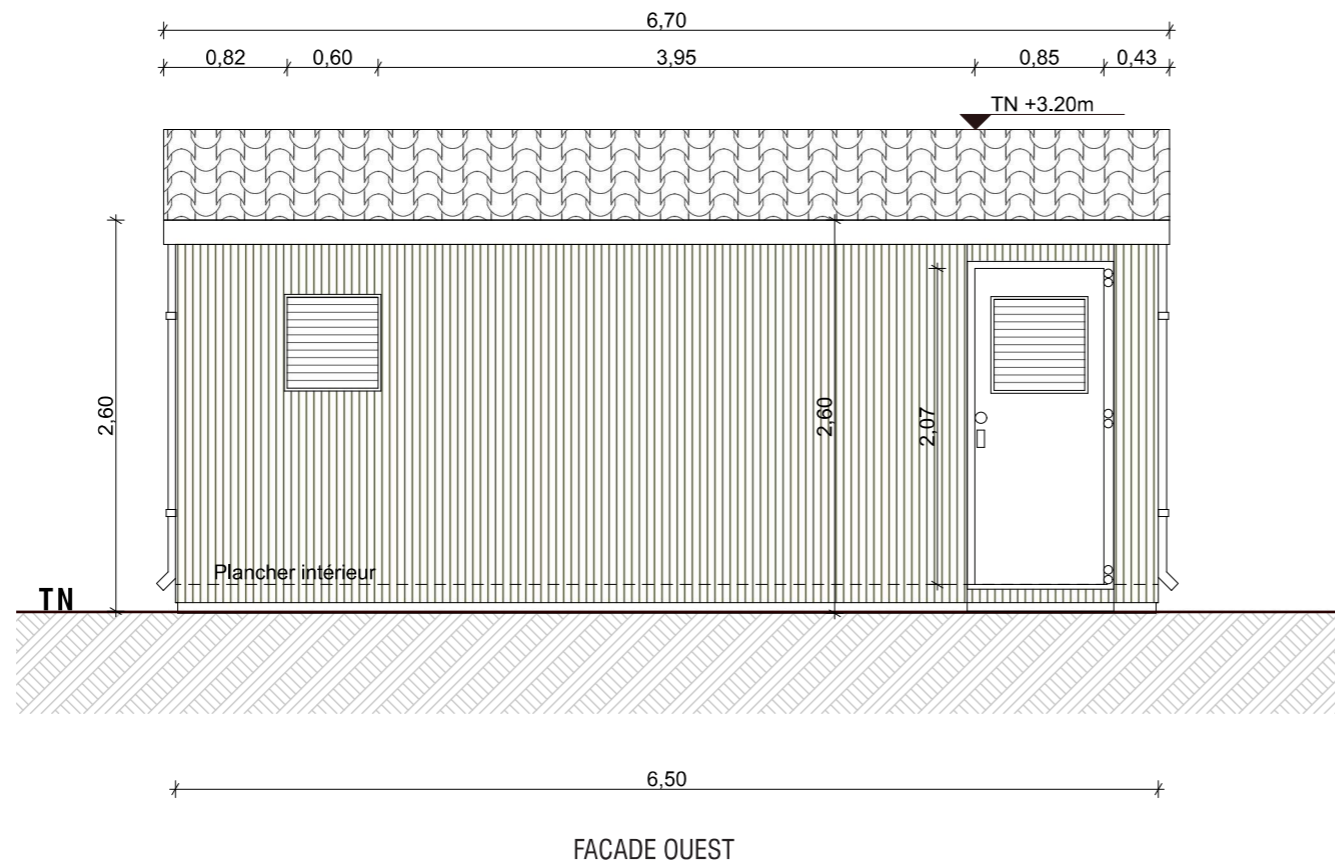 6,70
0,82 0,60 3,95 0,85 0,43
TN +3.20m
2,60
2,60
2,07
Plancher intérieur
TN
6,50
FACADE OUEST